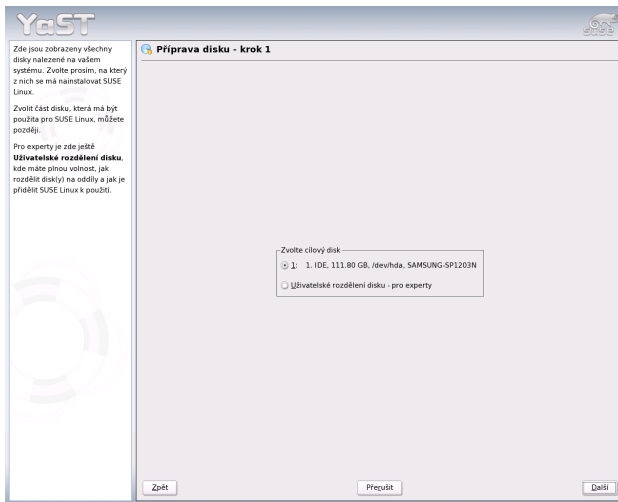 YaST
SUSE
Zde jsou zobrazeny všechny
disky nalezené na vašem
systému. Zvolte prosím, na který
z nich se má nainstalovat SUSE
Linux.
Zvolit část disku, která má být
použita pro SUSE Linux, můžete
později.
Pro experty je zde ještě
Uživatelské rozdělení disku,
kde máte plnou volnost, jak
rozdělit disk(y) na oddíly a jak je
přidělit SUSE Linux k použití.
Příprava disku - krok 1
Zvolte cílový disk
1: 1. IDE, 111.80 GB, /dev/hda, SAMSUNG-SP1203N
Uživatelské rozdělení disku - pro experty
Zpět
Přerušit
Další